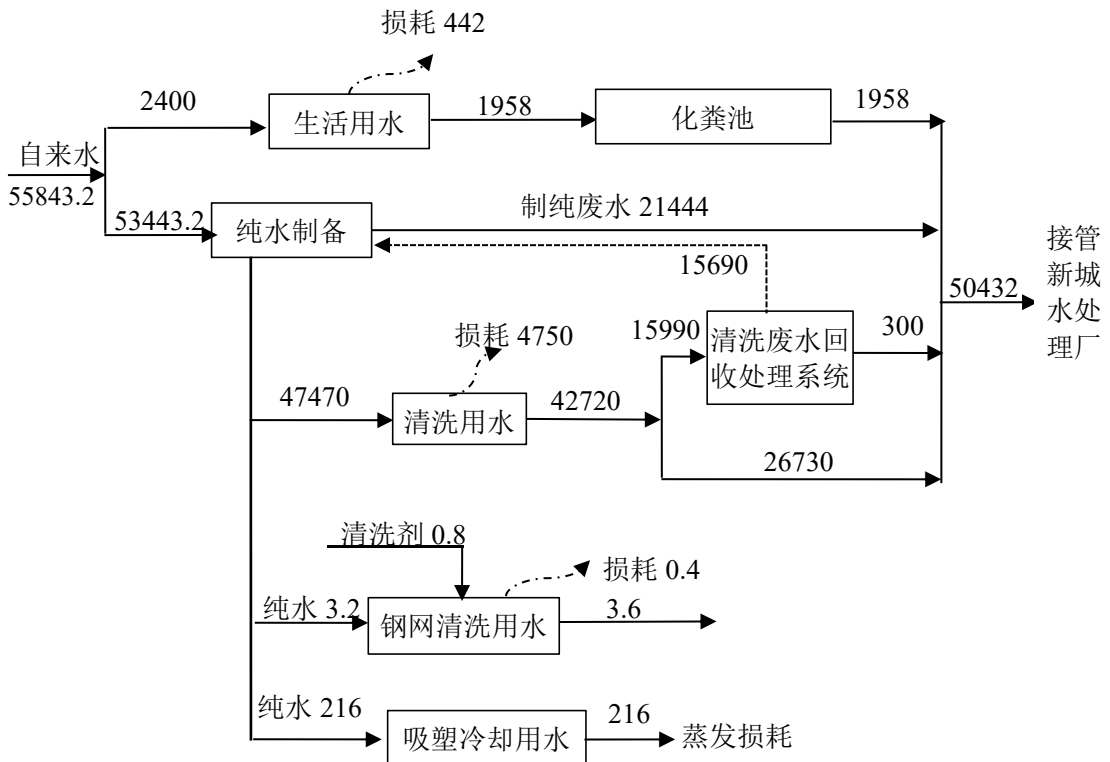 损耗 442
2400
生活用水
1958
化粪池
1958
自来水
55843.2
53443.2
纯水制备
制纯废水 21444
15690
接管
新城
水处
理厂
50432
损耗 4750
15990
清洗废水回
收处理系统
300
47470
清洗用水
42720
26730
清洗剂 0.8
损耗 0.4
纯水 3.2
钢网清洗用水
3.6
纯水 216
吸塑冷却用水
216
蒸发损耗